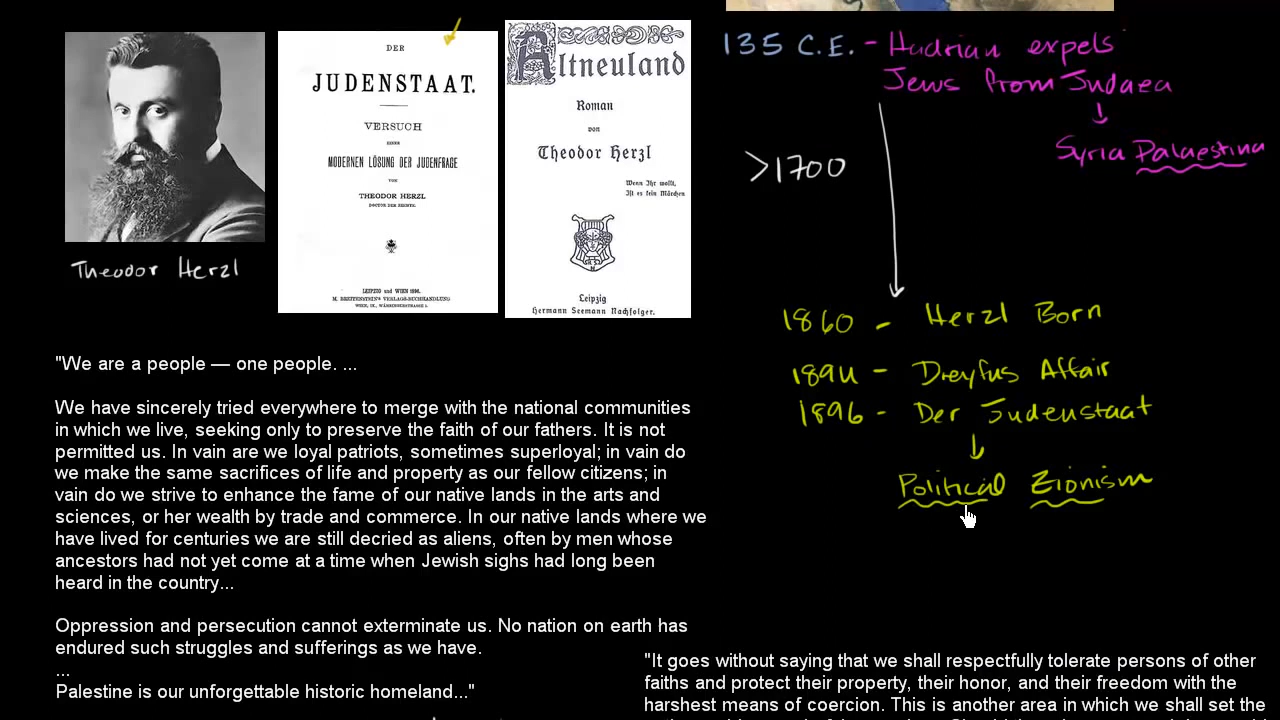 DER
JUDENSTAAT.
VERSUCH
EINER
MODERNEN LÖSUNG DER JUDENFRAGE
VON
THEODOR HERZL
DOCTOR DER RECHTE.
LEIPZIG und WIEN 1896.
M. BREITENSTEIN'S VERLAGS-BUCHHANDLUNG
WIEN, IX., WÄHRINGERSTRASSE 5.
Altneuland
Roman
von
Theodor Herzl
Wenn Ihr wollt,
Ist es kein Märchen
Leipzig
Hermann Seemann Nachfolger.
Theodor Herzl
135 C.E. - Hadrian expels
Jews from Judaea
Syria Palaestina
>1700
1860 - Herzl Born
1894 - Dreyfus Affair
1896 - Der Judenstaat
Political Zionism
"We are a people — one people. ...
We have sincerely tried everywhere to merge with the national communities
in which we live, seeking only to preserve the faith of our fathers. It is not
permitted us. In vain are we loyal patriots, sometimes superloyal; in vain do
we make the same sacrifices of life and property as our fellow citizens; in
vain do we strive to enhance the fame of our native lands in the arts and
sciences, or her wealth by trade and commerce. In our native lands where we
have lived for centuries we are still decried as aliens, often by men whose
ancestors had not yet come at a time when Jewish sighs had long been
heard in the country...
Oppression and persecution cannot exterminate us. No nation on earth has
endured such struggles and sufferings as we have.
...
Palestine is our unforgettable historic homeland..."
"It goes without saying that we shall respectfully tolerate persons of other
faiths and protect their property, their honor, and their freedom with the
harshest means of coercion. This is another area in which we shall set the